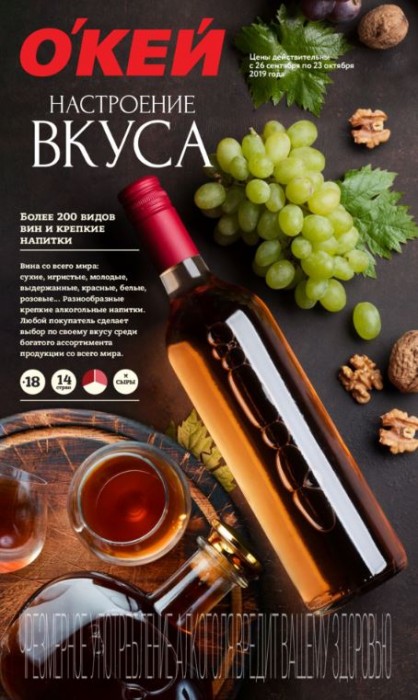 О'КЕЙ
Цены действительны
с 26 сентября по 23 октября
2019 года
НАСТРОЕНИЕ
ВКУСА
Более 200 видов
вин и крепкие
напитки
Вина со всего мира:
сухие, игристые, молодые,
выдержанные, красные, белые,
розовые... Разнообразные
крепкие алкогольные напитки.
Любой покупатель сделает
выбор по своему вкусу среди
богатого ассортимента
продукции со всего мира.
+18
14
стран
и
сыры
ЧРЕЗМЕРНОЕ УПОТРЕБЛЕНИЕ АЛКОГОЛЯ ВРЕДИТ ВАШЕМУ ЗДОРОВЬЮ